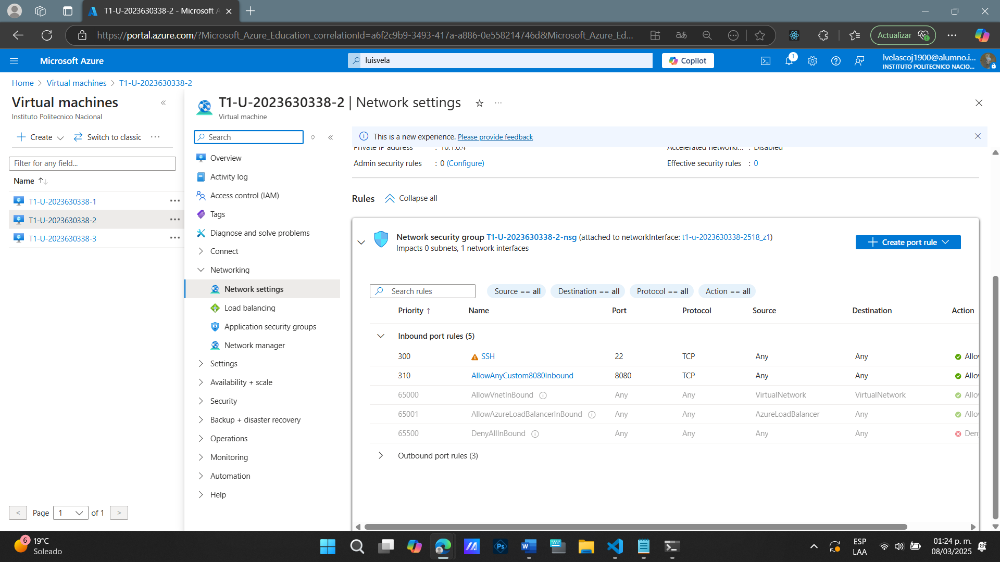 T1-U-2023630338-2 - Microsoft A
https://portal.azure.com/?Microsoft_Azure_Education_correlationId=a6f2c9b9-3493-417a-a886-0e558214746d&Microsoft_Azure_Ed...
Actualizar
Microsoft Azure
luisvela
Copilot
1
lvelascoj1900@alumno.i...
INSTITUTO POLITECNICO NACIO...
Home > Virtual machines > T1-U-2023630338-2
Virtual machines
Instituto Politecnico Nacional
Create
Switch to classic
Filter for any field...
Name
T1-U-2023630338-1
T1-U-2023630338-2
T1-U-2023630338-3
Page 1 of 1
T1-U-2023630338-2 | Network settings
Virtual machine
Search
Overview
Activity log
Access control (IAM)
Tags
Diagnose and solve problems
Connect
Networking
Network settings
Load balancing
Application security groups
Network manager
Settings
Availability + scale
Security
Backup + disaster recovery
Operations
Monitoring
Automation
Help
This is a new experience. Please provide feedback
Private IP address : 10.1.0.4
Accelerated networki... : Disabled
Admin security rules : 0 (Configure)
Effective security rules : 0
Rules Collapse all
Network security group T1-U-2023630338-2-nsg (attached to networkInterface: t1-u-2023630338-2518_z1)
Impacts 0 subnets, 1 network interfaces
Create port rule
Search rules
Source == all
Destination == all
Protocol == all
Action == all
Priority ↑ Name Port Protocol Source Destination Action
Inbound port rules (5)
300 SSH 22 TCP Any Any Allo
310 AllowAnyCustom8080Inbound 8080 TCP Any Any Allo
65000 AllowVnetInBound Any Any VirtualNetwork VirtualNetwork Allo
65001 AllowAzureLoadBalancerInBound Any Any AzureLoadBalancer Any Allo
65500 DenyAllInBound Any Any Any Any Den
Outbound port rules (3)
6
19°C
Soleado
ESP
LAA
01:24 p. m.
08/03/2025